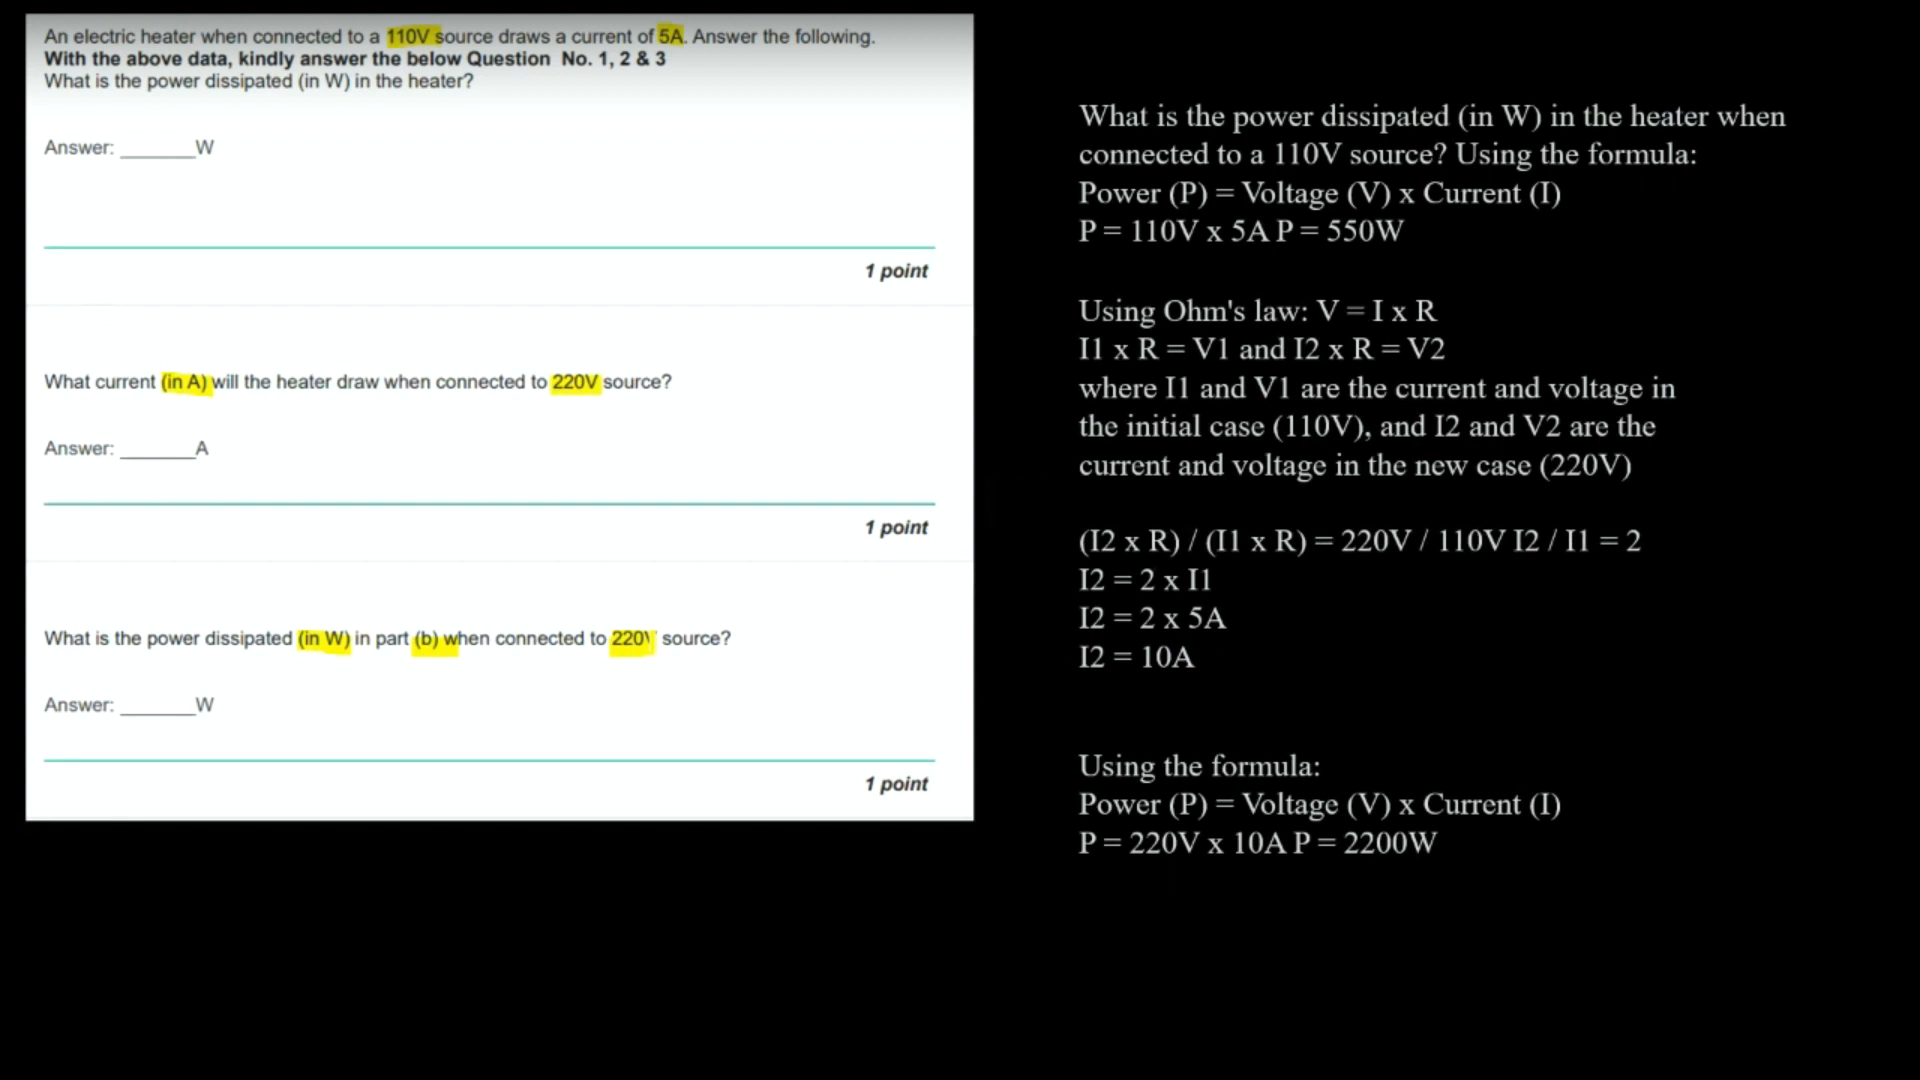 An electric heater when connected to a 110V source draws a current of 5A. Answer the following.
With the above data, kindly answer the below Question No. 1, 2 & 3
What is the power dissipated (in W) in the heater?
Answer: _______W
1 point
What current (in A) will the heater draw when connected to 220V source?
Answer: _______A
1 point
What is the power dissipated (in W) in part (b) when connected to 220V source?
Answer: _______W
1 point
What is the power dissipated (in W) in the heater when
connected to a 110V source? Using the formula:
Power (P) = Voltage (V) x Current (I)
P = 110V x 5A P = 550W
Using Ohm's law: V = I x R
I1 x R = V1 and I2 x R = V2
where I1 and V1 are the current and voltage in
the initial case (110V), and I2 and V2 are the
current and voltage in the new case (220V)
(I2 x R) / (I1 x R) = 220V / 110V I2 / I1 = 2
I2 = 2 x I1
I2 = 2 x 5A
I2 = 10A
Using the formula:
Power (P) = Voltage (V) x Current (I)
P = 220V x 10A P = 2200W